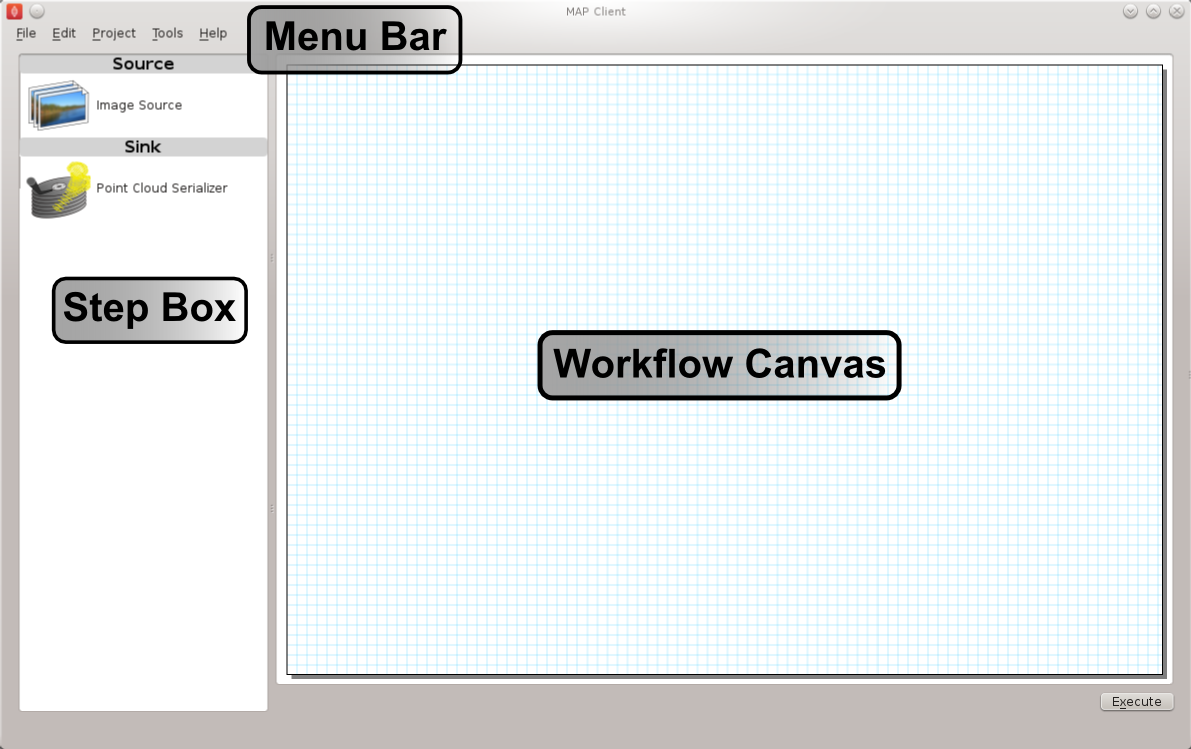 MAP Client
File Edit Project Tools Help
Menu Bar
Source
Image Source
Sink
Point Cloud Serializer
Step Box
Workflow Canvas
Execute